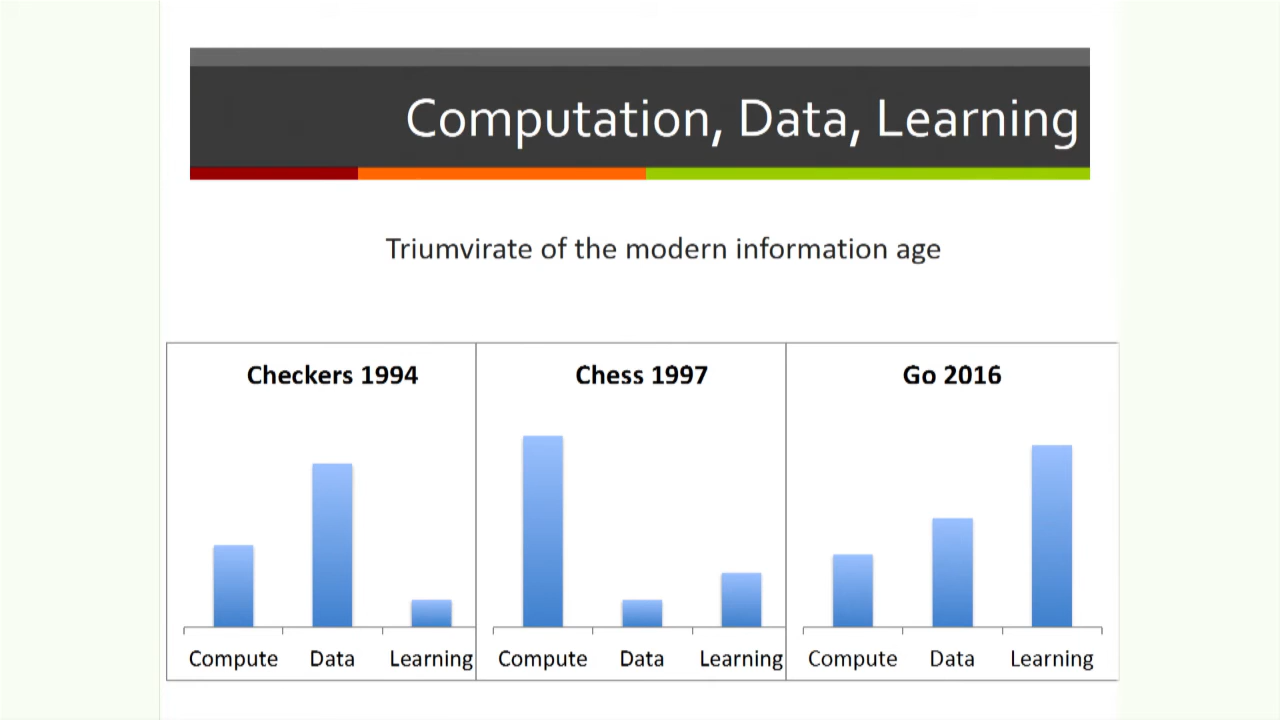 Computation, Data, Learning
Triumvirate of the modern information age
Checkers 1994
Compute Data Learning
Chess 1997
Compute Data Learning
Go 2016
Compute Data Learning